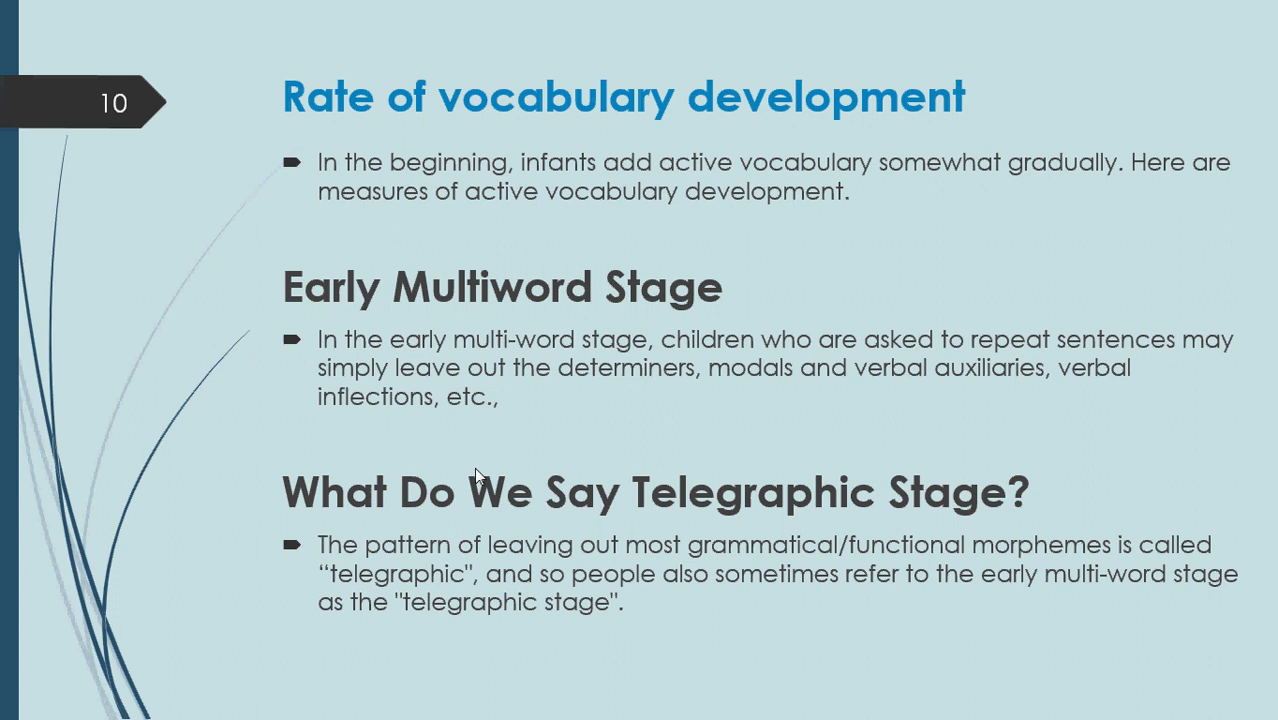 10
Rate of vocabulary development
In the beginning, infants add active vocabulary somewhat gradually. Here are
measures of active vocabulary development.
Early Multiword Stage
In the early multi-word stage, children who are asked to repeat sentences may
simply leave out the determiners, modals and verbal auxiliaries, verbal
inflections, etc.,
What Do We Say Telegraphic Stage?
The pattern of leaving out most grammatical/functional morphemes is called
“telegraphic", and so people also sometimes refer to the early multi-word stage
as the "telegraphic stage".